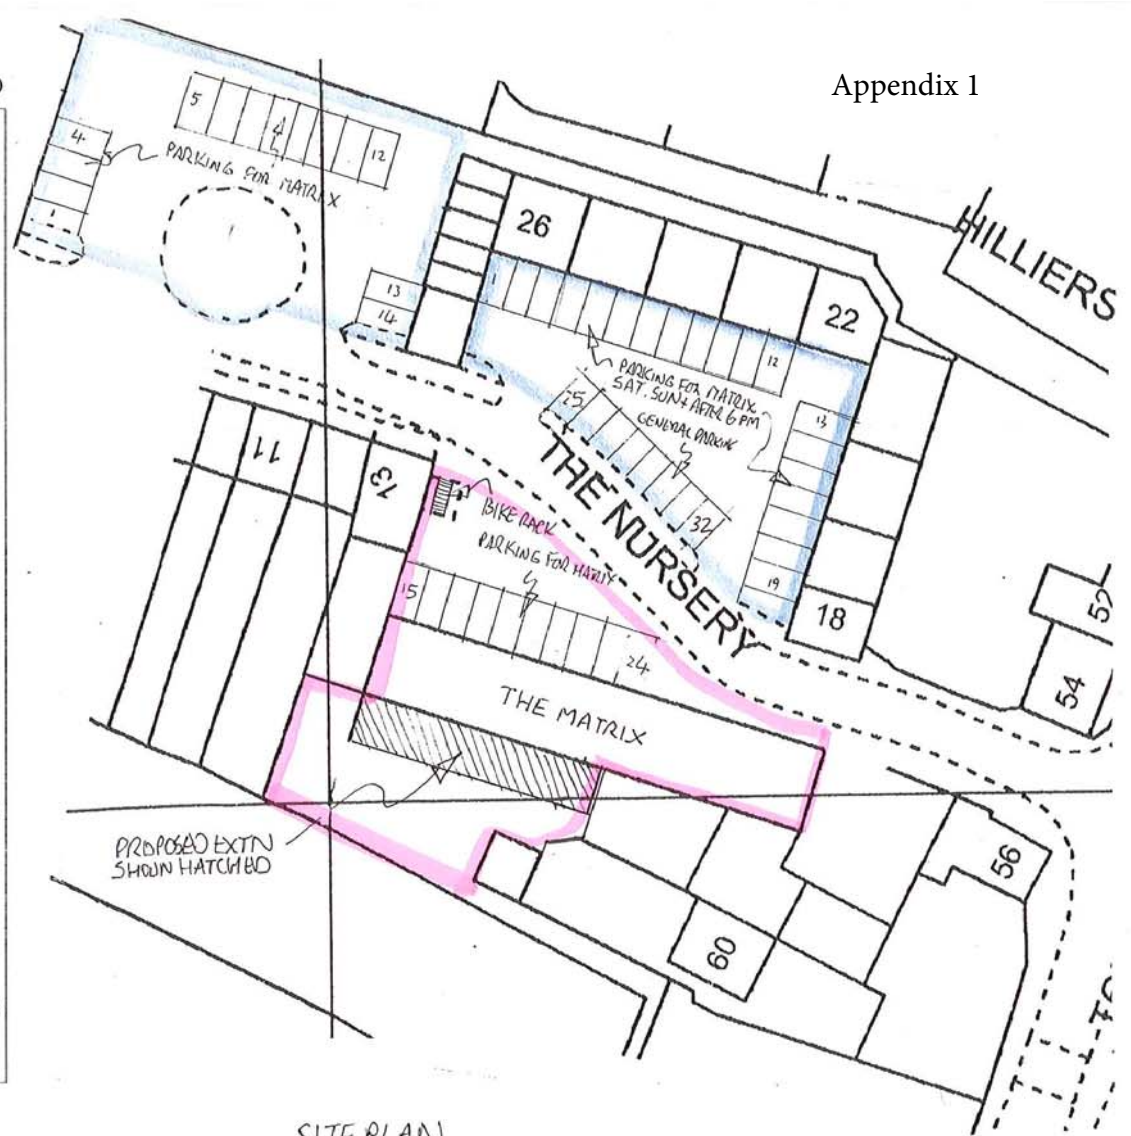 Appendix 1
HILLIERS
5
4
12
4
PARKING FOR MATRIX
1
26
22
13
14
1
12
PARKING FOR MATRIX
SAT. SUN + AFTER 6 PM
GENERAL PARKING
13
25
32
19
18
THE NURSERY
11
13
BIKE RACK
PARKING FOR MATRIX
15
24
THE MATRIX
52
54
56
60
PROPOSED EXTN
SHOWN HATCHED
SITE PLAN